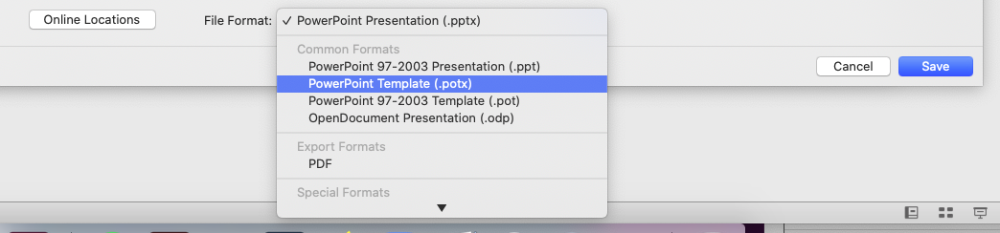 Online Locations
File Format: ✓ PowerPoint Presentation (.pptx)
Common Formats
PowerPoint 97-2003 Presentation (.ppt)
PowerPoint Template (.potx)
PowerPoint 97-2003 Template (.pot)
OpenDocument Presentation (.odp)
Export Formats
PDF
Special Formats
Cancel
Save